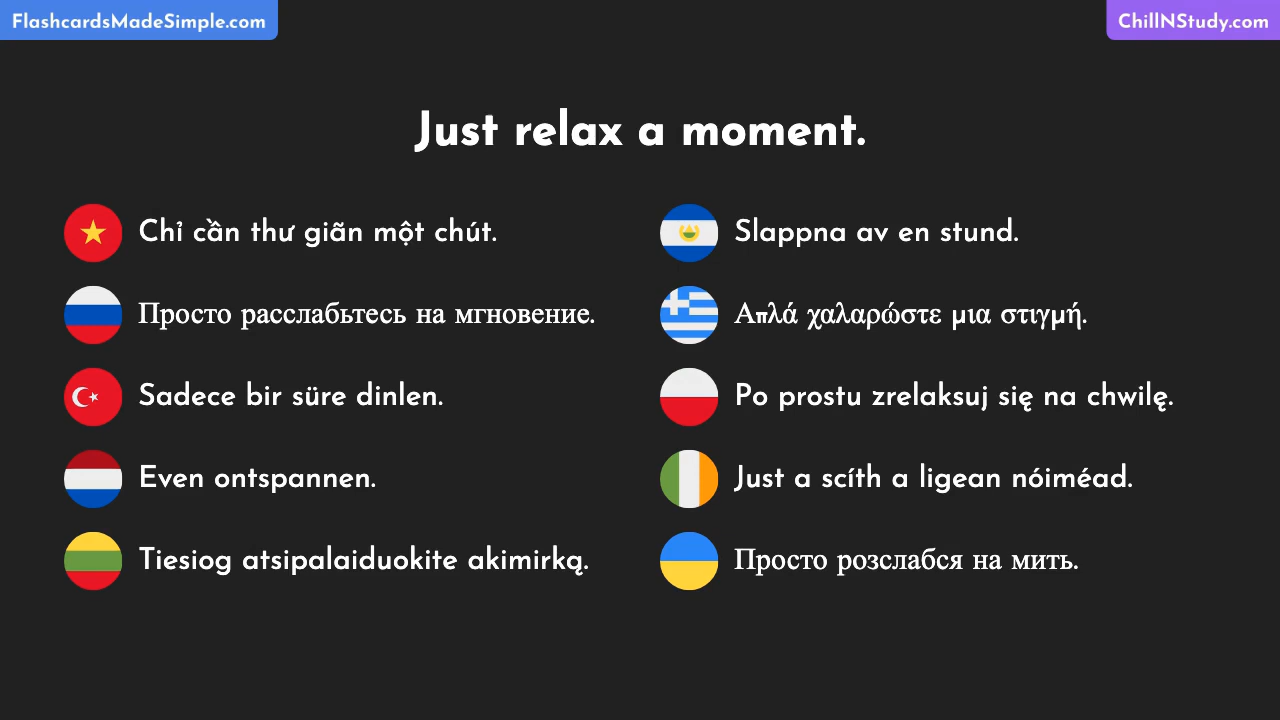 FlashcardsMadeSimple.com
ChillNStudy.com
Just relax a moment.
Chỉ cần thư giãn một chút.
Slappna av en stund.
Просто расслабьтесь на мгновение.
Απλά χαλαρώστε μια στιγμή.
Sadece bir süre dinlen.
Po prostu zrelaksuj się na chwilę.
Even ontspannen.
Just a scíth a ligean nóiméad.
Tiesiog atsipalaiduokite akimirką.
Просто розслабся на мить.